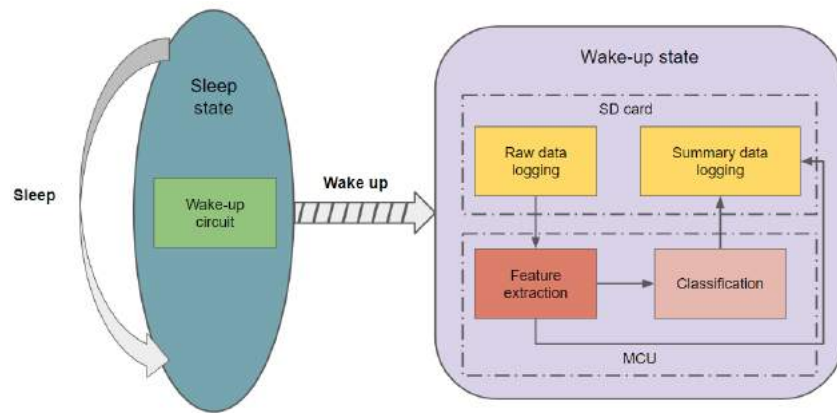 Sleep
state
Wake-up
circuit
Sleep
Wake up
Wake-up state
SD card
Raw data
logging
Summary data
logging
Feature
extraction
Classification
MCU